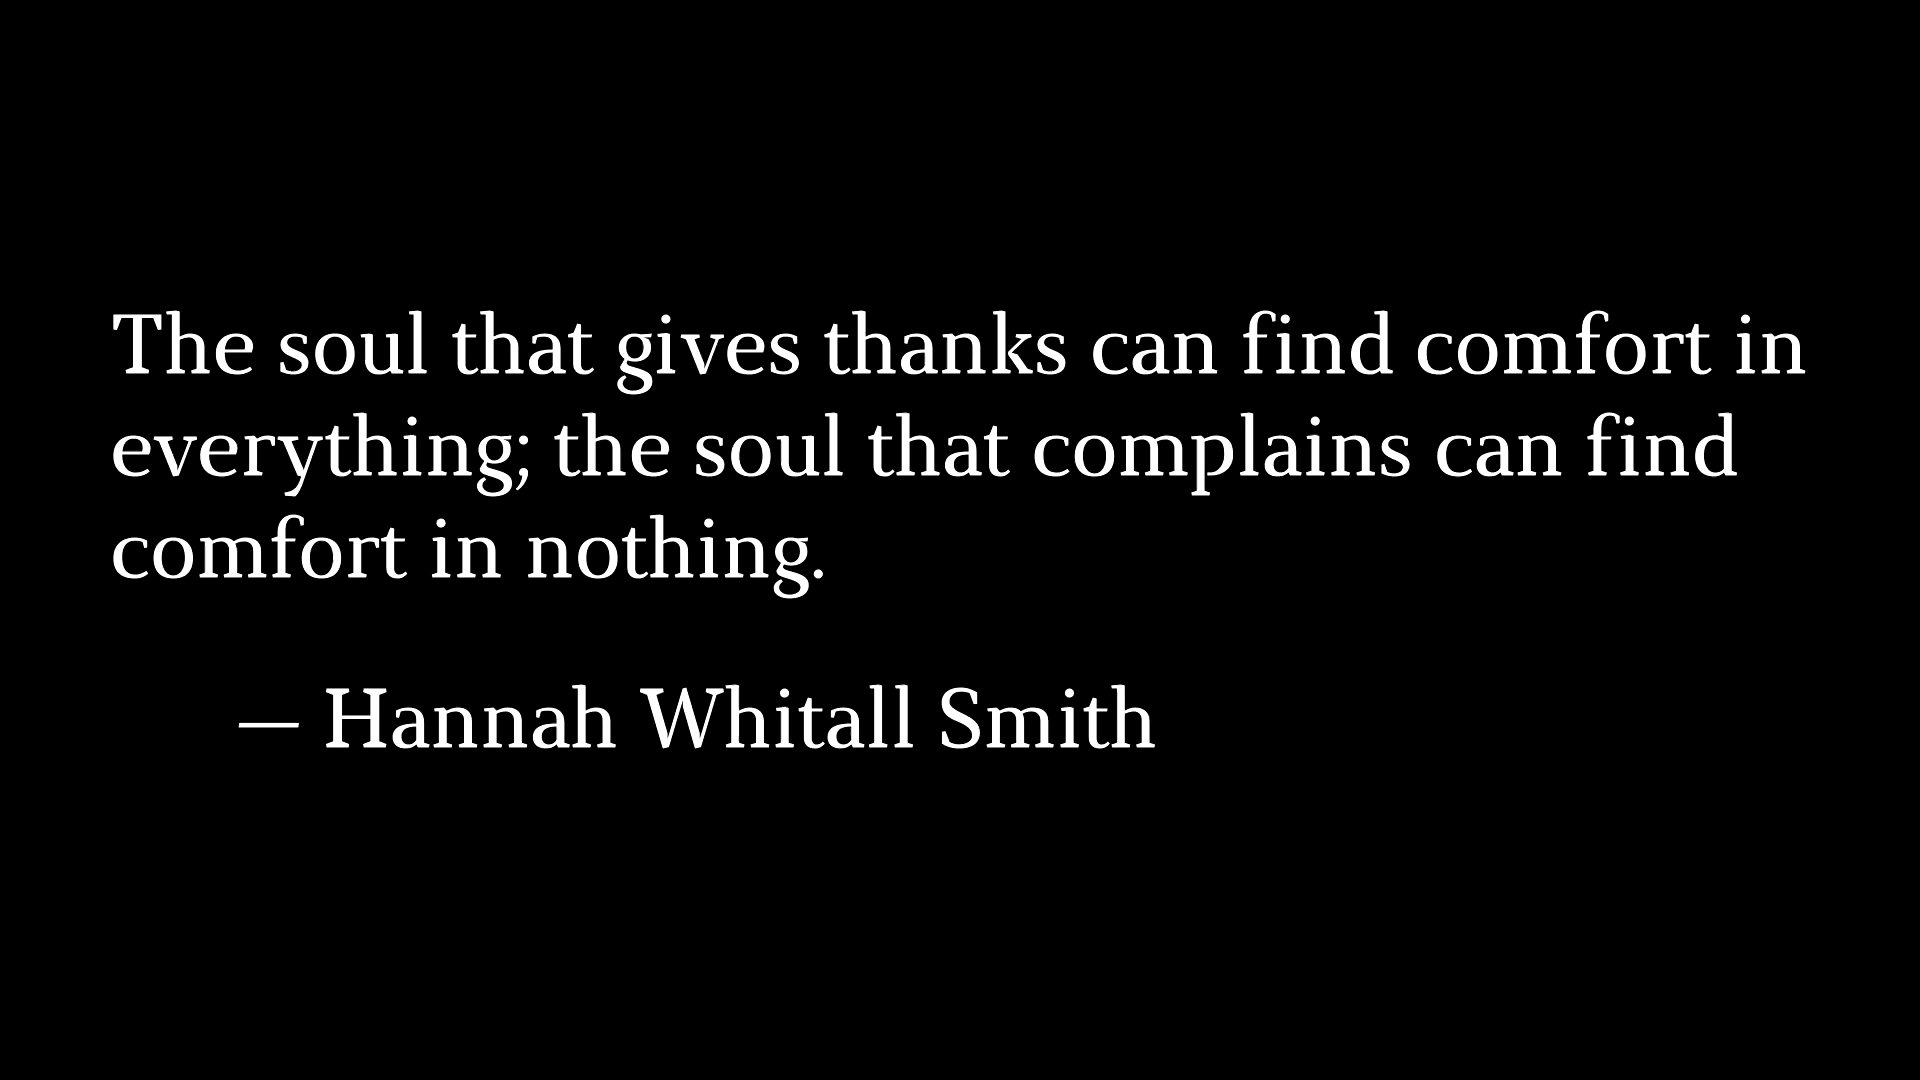 The soul that gives thanks can find comfort in
everything; the soul that complains can find
comfort in nothing.
— Hannah Whitall Smith